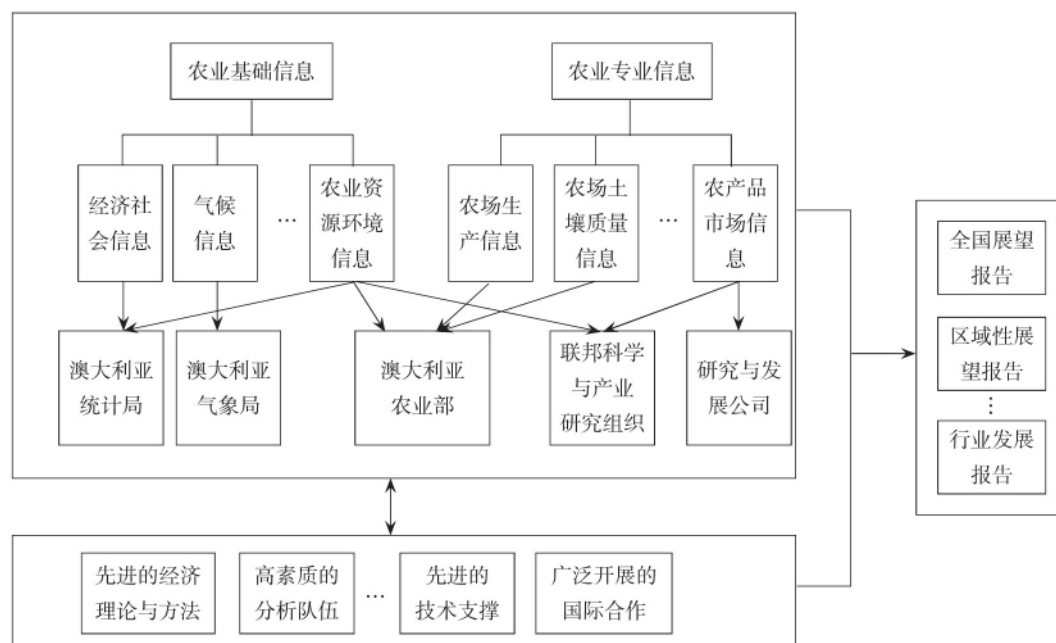 农业基础信息
农业专业信息
经济社
会信息
气候
信息
…
农业资
源环境
信息
农场生
产信息
农场土
壤质量
信息
…
农产品
市场信
息
澳大利亚
统计局
澳大利亚
气象局
澳大利亚
农业部
联邦科学
与产业
研究组织
研究与发
展公司
全国展望
报告
区域性展
望报告
⋮
行业发展
报告
先进的经济
理论与方法
高素质的
分析队伍
…
先进的
技术支撑
广泛开展的
国际合作